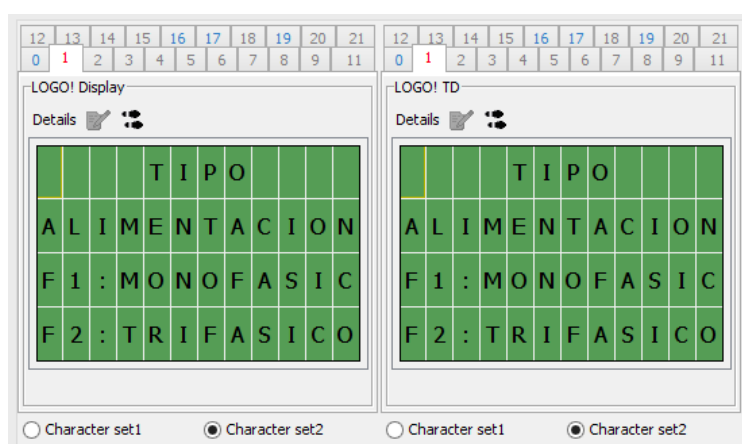 12 13 14 15 16 17 18 19 20 21
0 1 2 3 4 5 6 7 8 9 11
LOGO! Display
Details
TIPO
ALIMENTACION
F1:MONOFASIC
F2:TRIFASICO
Character set1 Character set2
12 13 14 15 16 17 18 19 20 21
0 1 2 3 4 5 6 7 8 9 11
LOGO! TD
Details
TIPO
ALIMENTACION
F1:MONOFASIC
F2:TRIFASICO
Character set1 Character set2